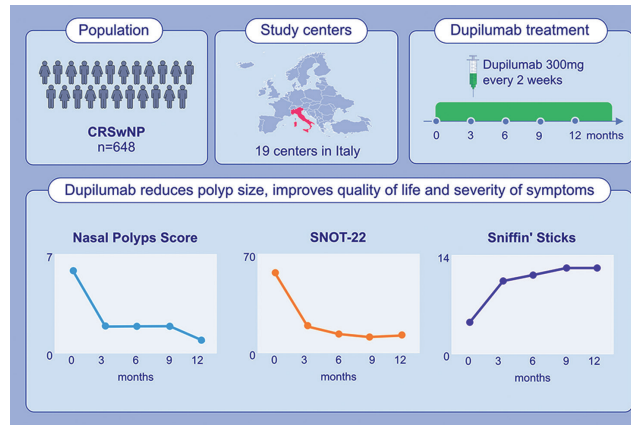 Population
Study centers
Dupilumab treatment
CRSwNP
n=648
19 centers in Italy
Dupilumab 300mg
every 2 weeks
0 3 6 9 12 months
Dupilumab reduces polyp size, improves quality of life and severity of symptoms
Nasal Polyps Score
7
0
0 3 6 9 12
months
SNOT-22
70
0
0 3 6 9 12
months
Sniffin' Sticks
14
0
0 3 6 9 12
months